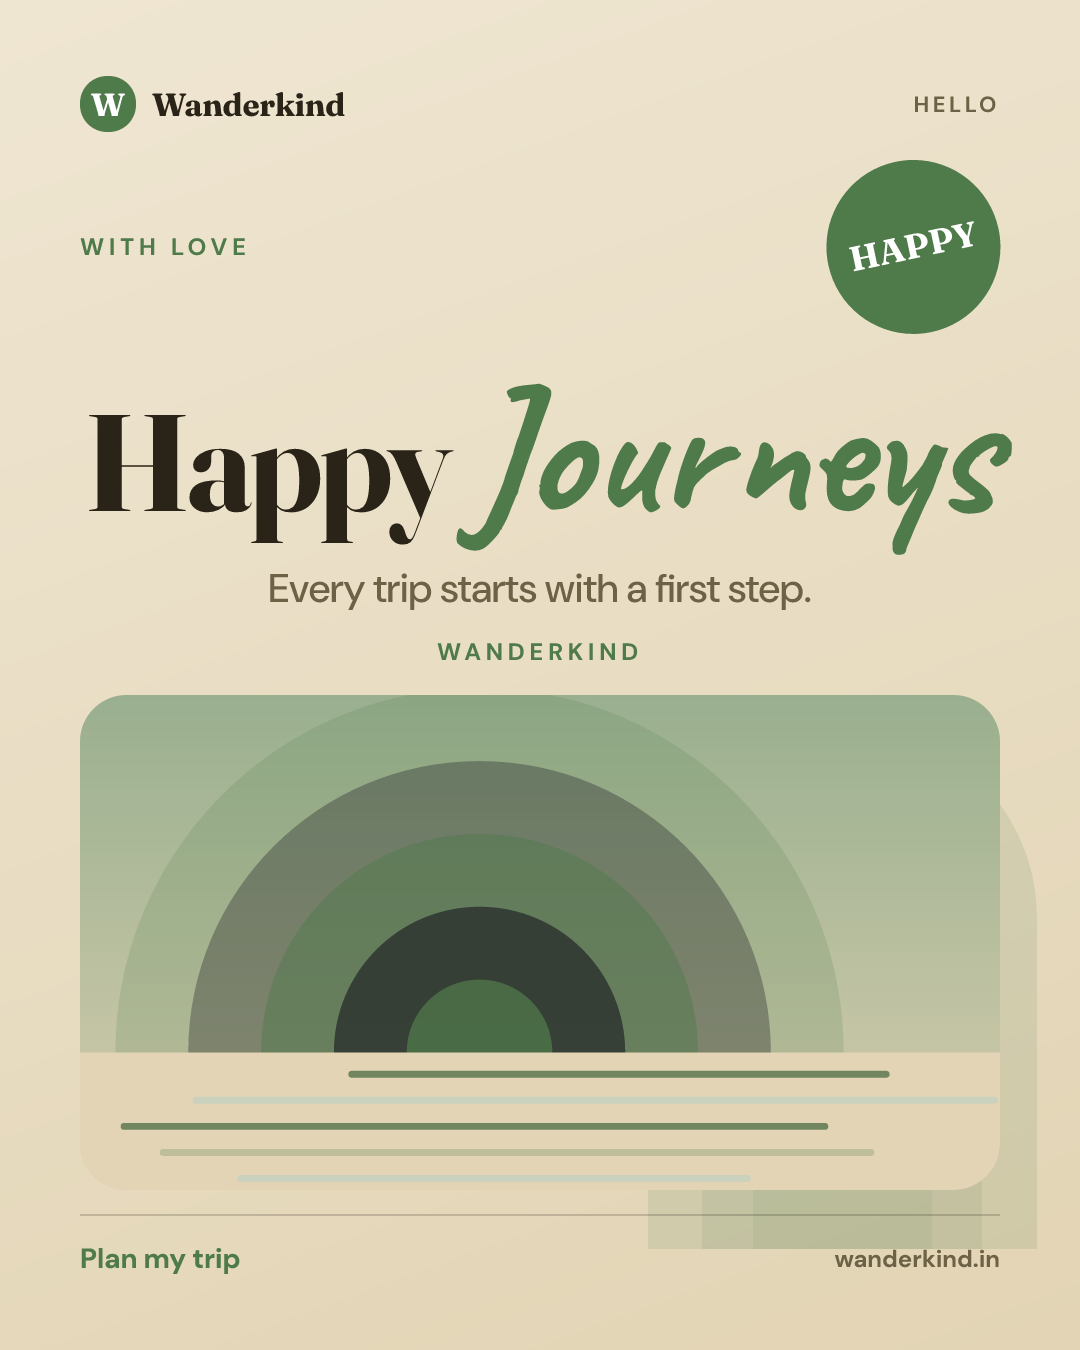 W Wanderkind
HELLO
WITH LOVE
HAPPY
Happy Journeys
Every trip starts with a first step.
WANDERKIND
Plan my trip
wanderkind.in